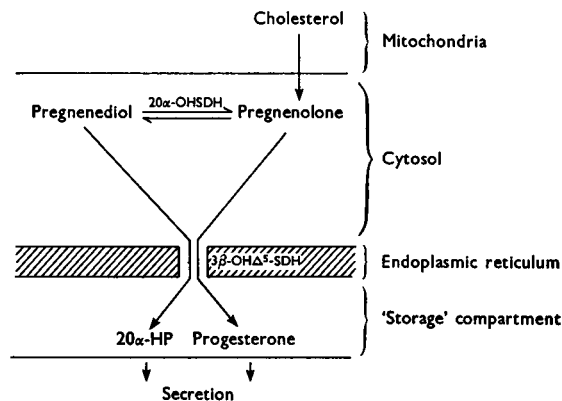 Cholesterol
Mitochondria
Pregnenediol 20α-OHSDH Pregnenolone
Cytosol
3β-OHΔ⁵-SDH
Endoplasmic reticulum
'Storage' compartment
20α-HP Progesterone
Secretion